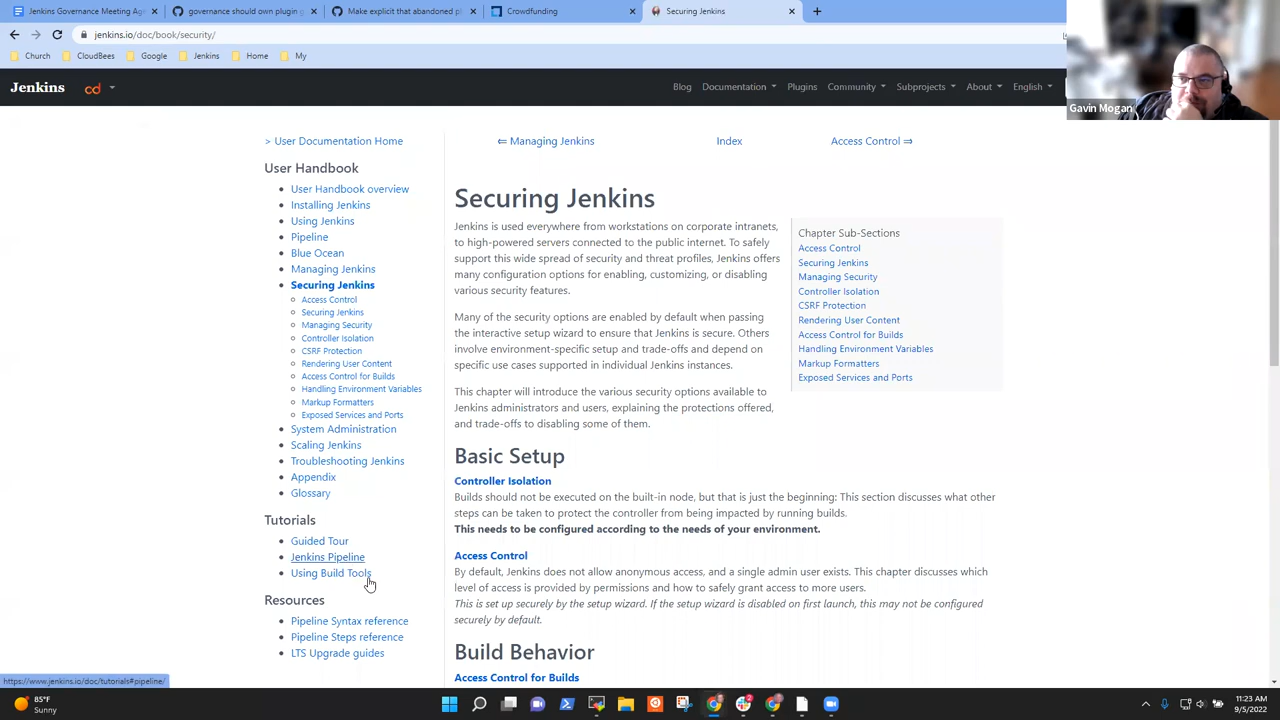 Jenkins Governance Meeting Age
governance should own plugin g
Make explicit that abandoned pl
Crowdfunding
Securing Jenkins
jenkins.io/doc/book/security/
Church
CloudBees
Google
Jenkins
Home
My
Jenkins
cd
Blog
Documentation
Plugins
Community
Subprojects
About
English
Gavin Mogan
> User Documentation Home
User Handbook
User Handbook overview
Installing Jenkins
Using Jenkins
Pipeline
Blue Ocean
Managing Jenkins
Securing Jenkins
Access Control
Securing Jenkins
Managing Security
Controller Isolation
CSRF Protection
Rendering User Content
Access Control for Builds
Handling Environment Variables
Markup Formatters
Exposed Services and Ports
System Administration
Scaling Jenkins
Troubleshooting Jenkins
Appendix
Glossary
Tutorials
Guided Tour
Jenkins Pipeline
Using Build Tools
Resources
Pipeline Syntax reference
Pipeline Steps reference
LTS Upgrade guides
⇐ Managing Jenkins
Index
Access Control ⇒
Securing Jenkins
Jenkins is used everywhere from workstations on corporate intranets,
to high-powered servers connected to the public internet. To safely
support this wide spread of security and threat profiles, Jenkins offers
many configuration options for enabling, customizing, or disabling
various security features.
Many of the security options are enabled by default when passing
the interactive setup wizard to ensure that Jenkins is secure. Others
involve environment-specific setup and trade-offs and depend on
specific use cases supported in individual Jenkins instances.
This chapter will introduce the various security options available to
Jenkins administrators and users, explaining the protections offered,
and trade-offs to disabling some of them.
Chapter Sub-Sections
Access Control
Securing Jenkins
Managing Security
Controller Isolation
CSRF Protection
Rendering User Content
Access Control for Builds
Handling Environment Variables
Markup Formatters
Exposed Services and Ports
Basic Setup
Controller Isolation
Builds should not be executed on the built-in node, but that is just the beginning: This section discusses what other
steps can be taken to protect the controller from being impacted by running builds.
This needs to be configured according to the needs of your environment.
Access Control
By default, Jenkins does not allow anonymous access, and a single admin user exists. This chapter discusses which
level of access is provided by permissions and how to safely grant access to more users.
This is set up securely by the setup wizard. If the setup wizard is disabled on first launch, this may not be configured
securely by default.
Build Behavior
Access Control for Builds
https://www.jenkins.io/doc/tutorials#pipeline/
85°F
Sunny
2
11:23 AM
9/5/2022